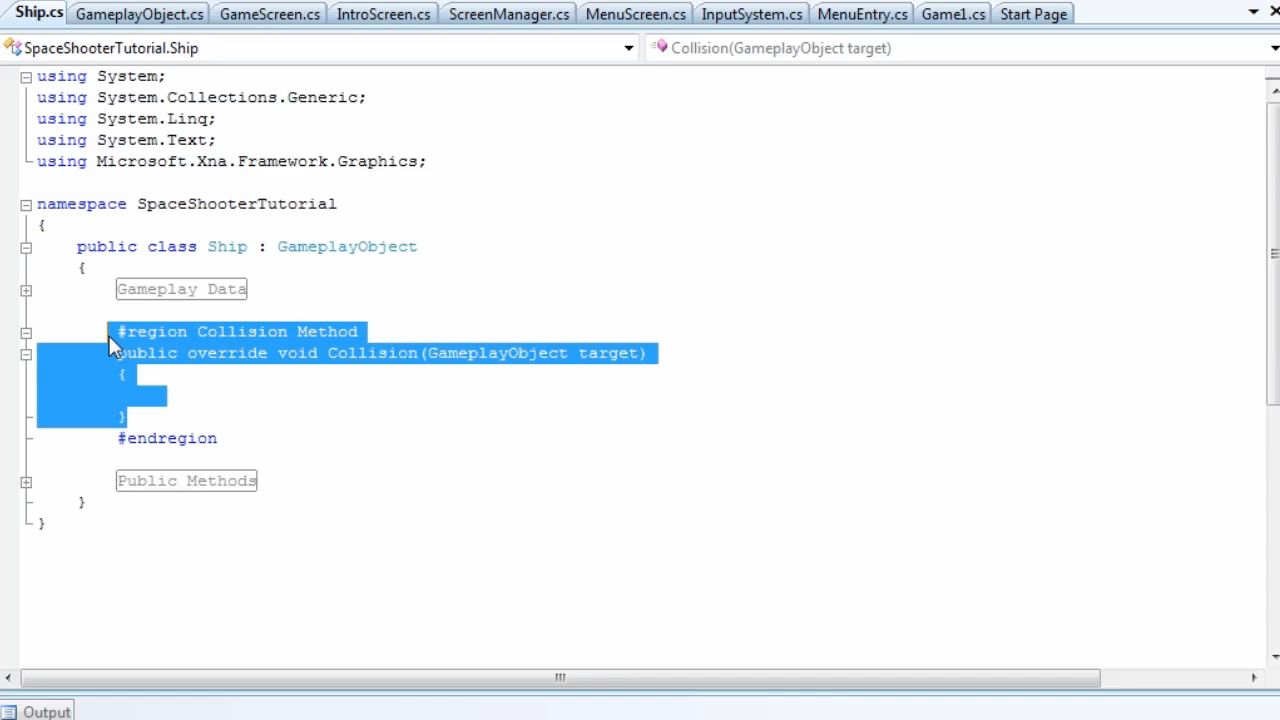 Ship.cs GameplayObject.cs GameScreen.cs IntroScreen.cs ScreenManager.cs MenuScreen.cs InputSystem.cs MenuEntry.cs Game1.cs Start Page
SpaceShooterTutorial.Ship Collision(GameplayObject target)
using System;
using System.Collections.Generic;
using System.Linq;
using System.Text;
using Microsoft.Xna.Framework.Graphics;
namespace SpaceShooterTutorial
{
public class Ship : GameplayObject
{
Gameplay Data
#region Collision Method
public override void Collision(GameplayObject target)
{
}
#endregion
Public Methods
}
}
Output